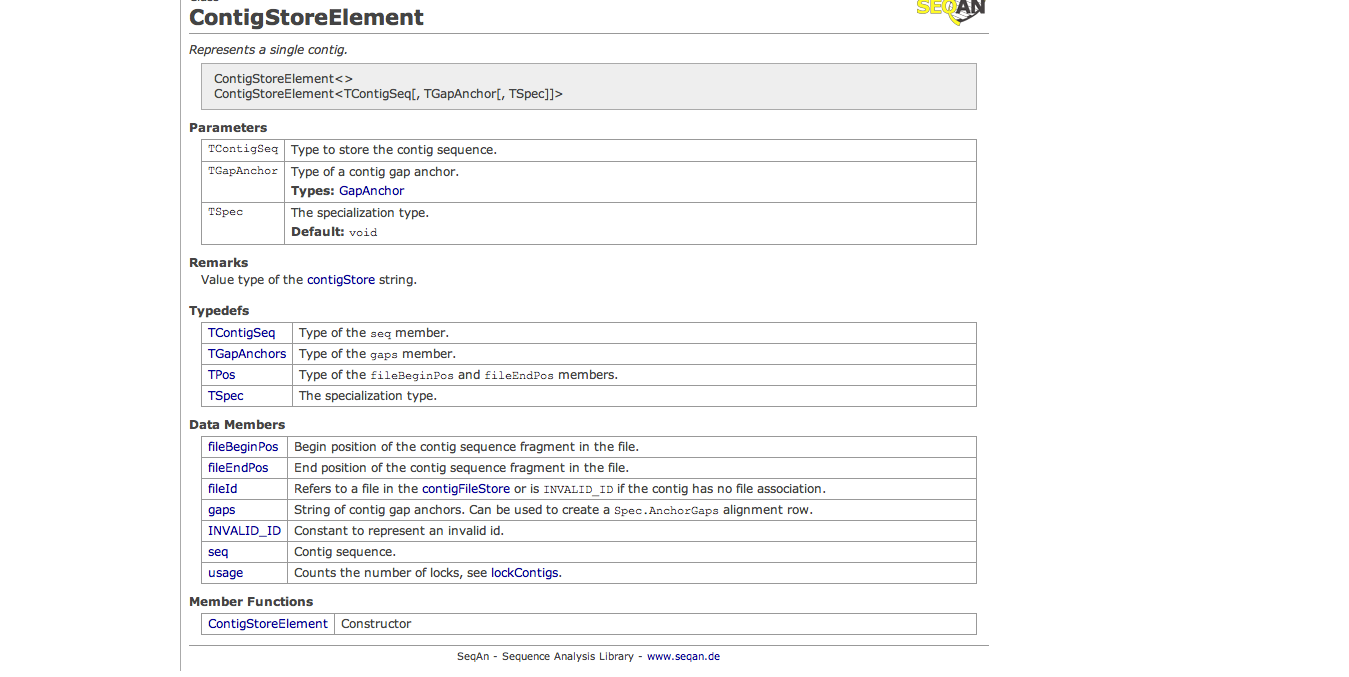 SEQAN
ContigStoreElement
Represents a single contig.
ContigStoreElement<>
ContigStoreElement<TContigSeq[, TGapAnchor[, TSpec]]>
Parameters
TContigSeq Type to store the contig sequence.
TGapAnchor Type of a contig gap anchor.
Types: GapAnchor
TSpec The specialization type.
Default: void
Remarks
Value type of the contigStore string.
Typedefs
TContigSeq Type of the seq member.
TGapAnchors Type of the gaps member.
TPos Type of the fileBeginPos and fileEndPos members.
TSpec The specialization type.
Data Members
fileBeginPos Begin position of the contig sequence fragment in the file.
fileEndPos End position of the contig sequence fragment in the file.
fileId Refers to a file in the contigFileStore or is INVALID_ID if the contig has no file association.
gaps String of contig gap anchors. Can be used to create a Spec.AnchorGaps alignment row.
INVALID_ID Constant to represent an invalid id.
seq Contig sequence.
usage Counts the number of locks, see lockContigs.
Member Functions
ContigStoreElement Constructor
SeqAn - Sequence Analysis Library - www.seqan.de